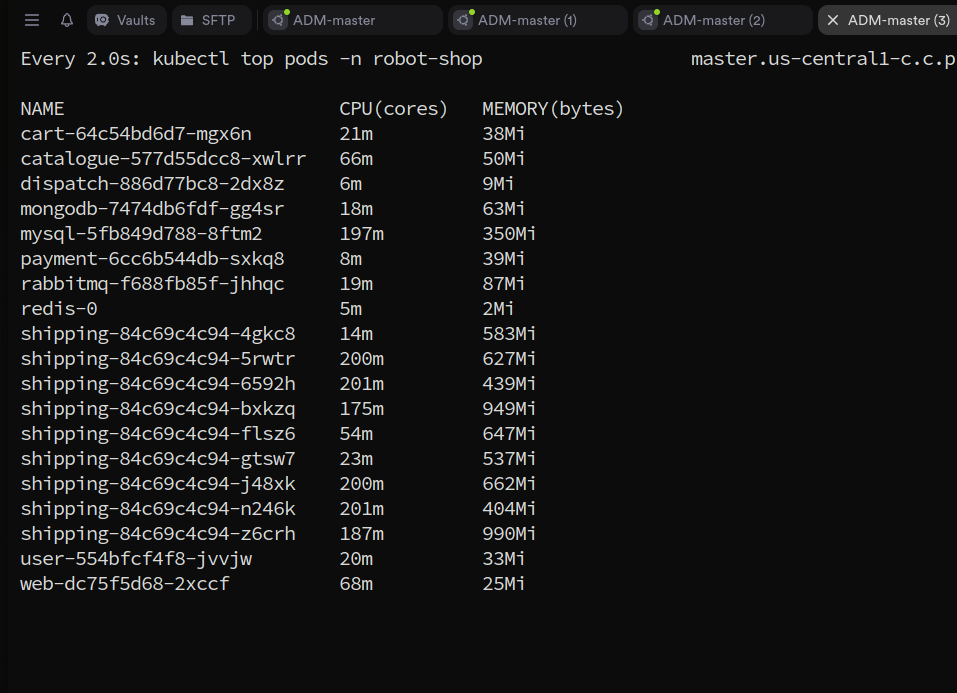 Vaults SFTP ADM-master ADM-master (1) ADM-master (2) ADM-master (3)
Every 2.0s: kubectl top pods -n robot-shop master.us-central1-c.c.p
NAME CPU(cores) MEMORY(bytes)
cart-64c54bd6d7-mgx6n 21m 38Mi
catalogue-577d55dcc8-xwlrr 66m 50Mi
dispatch-886d77bc8-2dx8z 6m 9Mi
mongodb-7474db6fdf-gg4sr 18m 63Mi
mysql-5fb849d788-8ftm2 197m 350Mi
payment-6cc6b544db-sxkq8 8m 39Mi
rabbitmq-f688fb85f-jhhqc 19m 87Mi
redis-0 5m 2Mi
shipping-84c69c4c94-4gkc8 14m 583Mi
shipping-84c69c4c94-5rwtr 200m 627Mi
shipping-84c69c4c94-6592h 201m 439Mi
shipping-84c69c4c94-bxkzq 175m 949Mi
shipping-84c69c4c94-flsz6 54m 647Mi
shipping-84c69c4c94-gtsw7 23m 537Mi
shipping-84c69c4c94-j48xk 200m 662Mi
shipping-84c69c4c94-n246k 201m 404Mi
shipping-84c69c4c94-z6crh 187m 990Mi
user-554bfcf4f8-jvvjw 20m 33Mi
web-dc75f5d68-2xccf 68m 25Mi